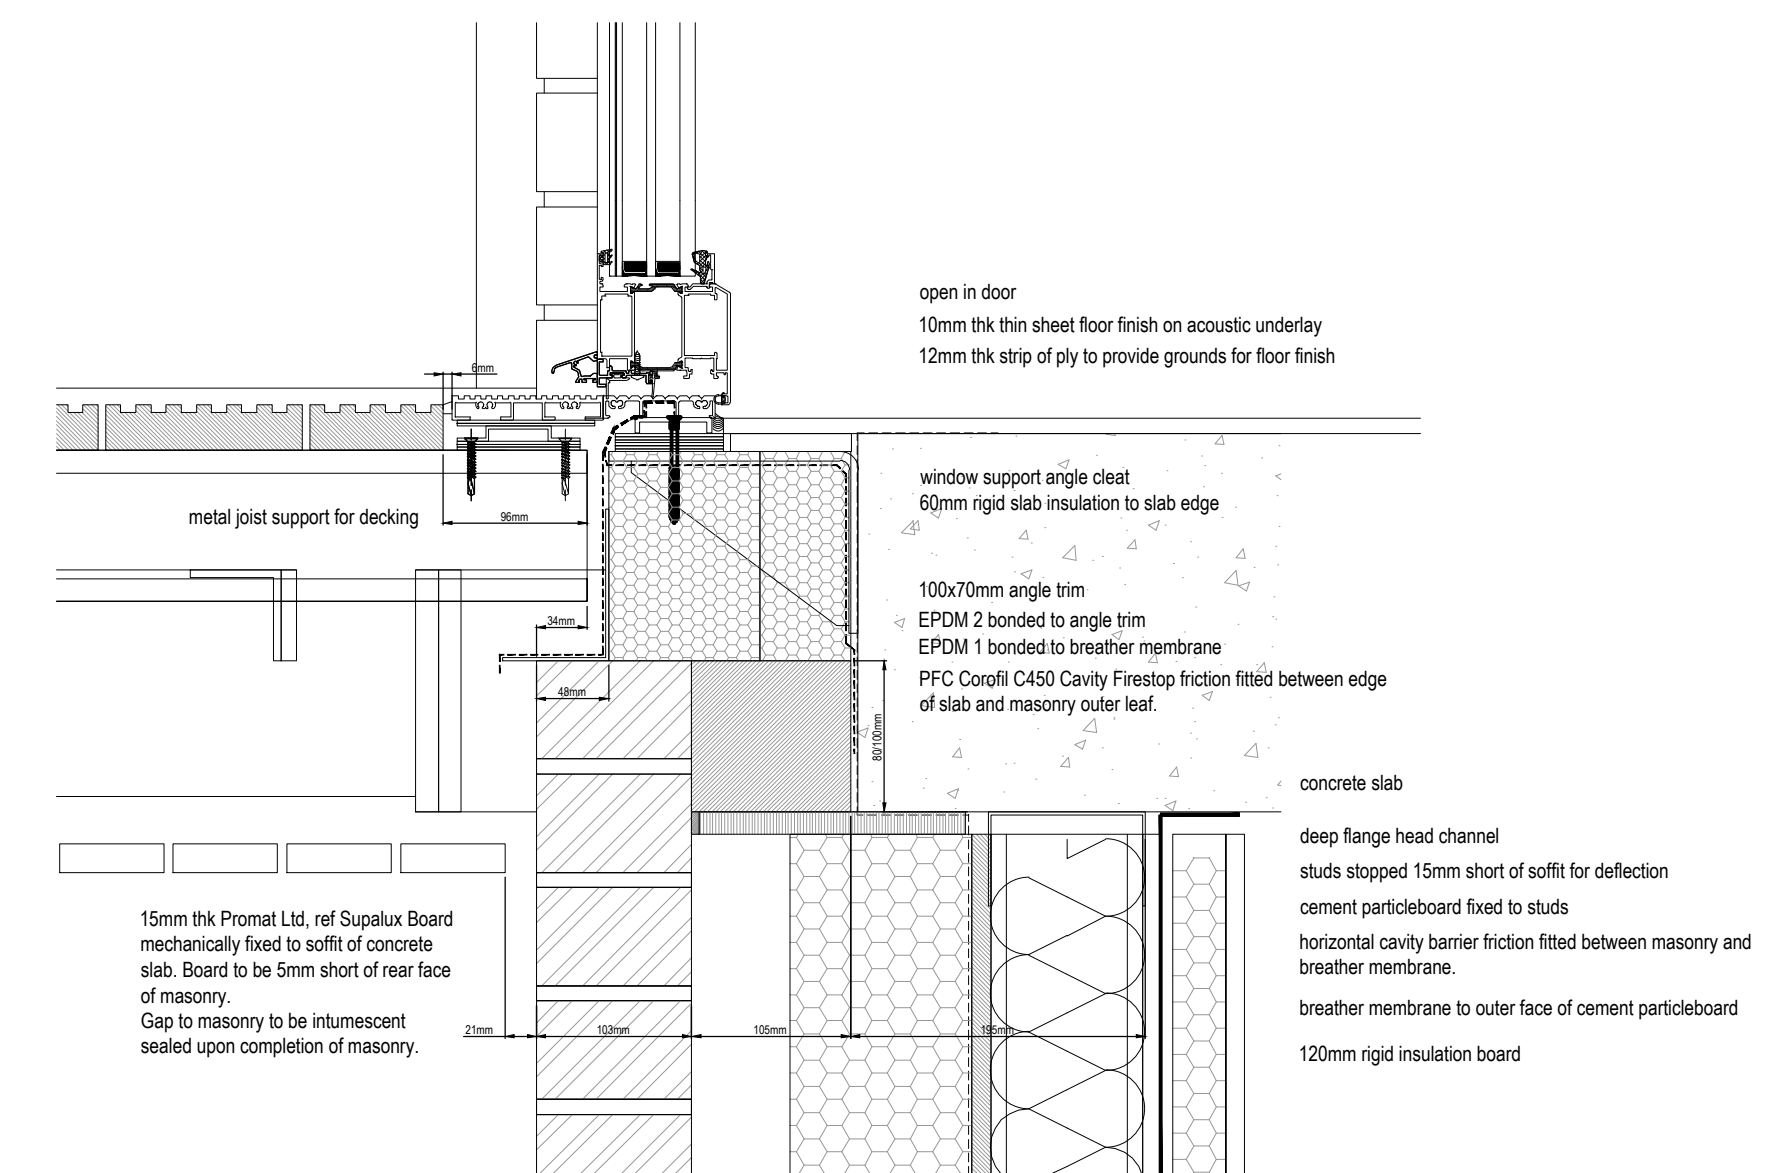 6mm
open in door
10mm thk thin sheet floor finish on acoustic underlay
12mm thk strip of ply to provide grounds for floor finish
metal joist support for decking
96mm
window support angle cleat
60mm rigid slab insulation to slab edge
34mm
100x70mm angle trim
EPDM 2 bonded to angle trim
EPDM 1 bonded to breather membrane
48mm
PFC Corofil C450 Cavity Firestop friction fitted between edge
of slab and masonry outer leaf.
80/100mm
concrete slab
deep flange head channel
studs stopped 15mm short of soffit for deflection
cement particleboard fixed to studs
horizontal cavity barrier friction fitted between masonry and
breather membrane.
breather membrane to outer face of cement particleboard
120mm rigid insulation board
15mm thk Promat Ltd, ref Supalux Board
mechanically fixed to soffit of concrete
slab. Board to be 5mm short of rear face
of masonry.
Gap to masonry to be intumescent
sealed upon completion of masonry.
21mm
103mm
105mm
195mm